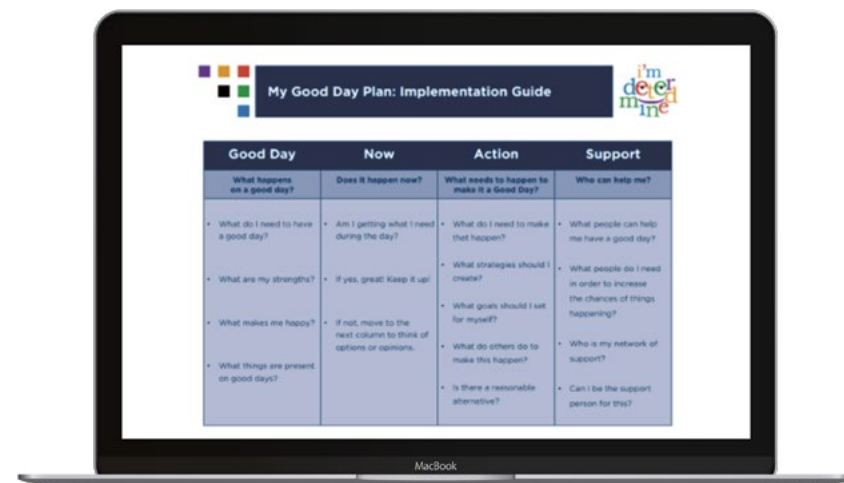 My Good Day Plan: Implementation Guide
i'm
deter
mined
Good Day
What happens
on a good day?
• What do I need to have
a good day?
• What are my strengths?
• What makes me happy?
• What things are present
on good days?
Now
Does it happen now?
• Am I getting what I need
during the day?
• If yes, great! Keep it up!
• If not, move to the
next column to think of
options or opinions.
Action
What needs to happen to
make it a Good Day?
• What do I need to make
that happen?
• What strategies should I
create?
• What goals should I set
for myself?
• What do others do to
make this happen?
• Is there a reasonable
alternative?
Support
Who can help me?
• What people can help
me have a good day?
• What people do I need
in order to increase
the chances of things
happening?
• Who is my network of
support?
• Can I be the support
person for this?
MacBook